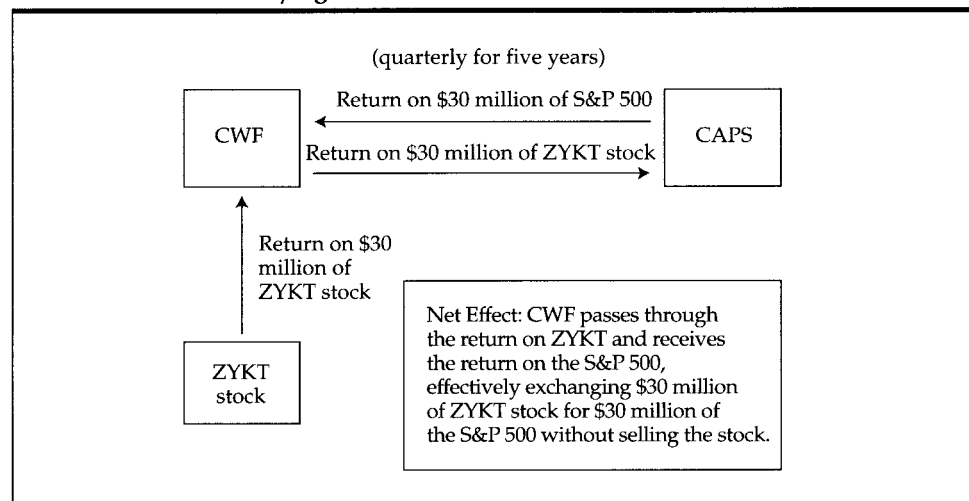 (quarterly for five years)
Return on $30 million of S&P 500
CWF
CAPS
Return on $30 million of ZYKT stock
Return on $30
million of
ZYKT stock
ZYKT
stock
Net Effect: CWF passes through
the return on ZYKT and receives
the return on the S&P 500,
effectively exchanging $30 million
of ZYKT stock for $30 million of
the S&P 500 without selling the stock.